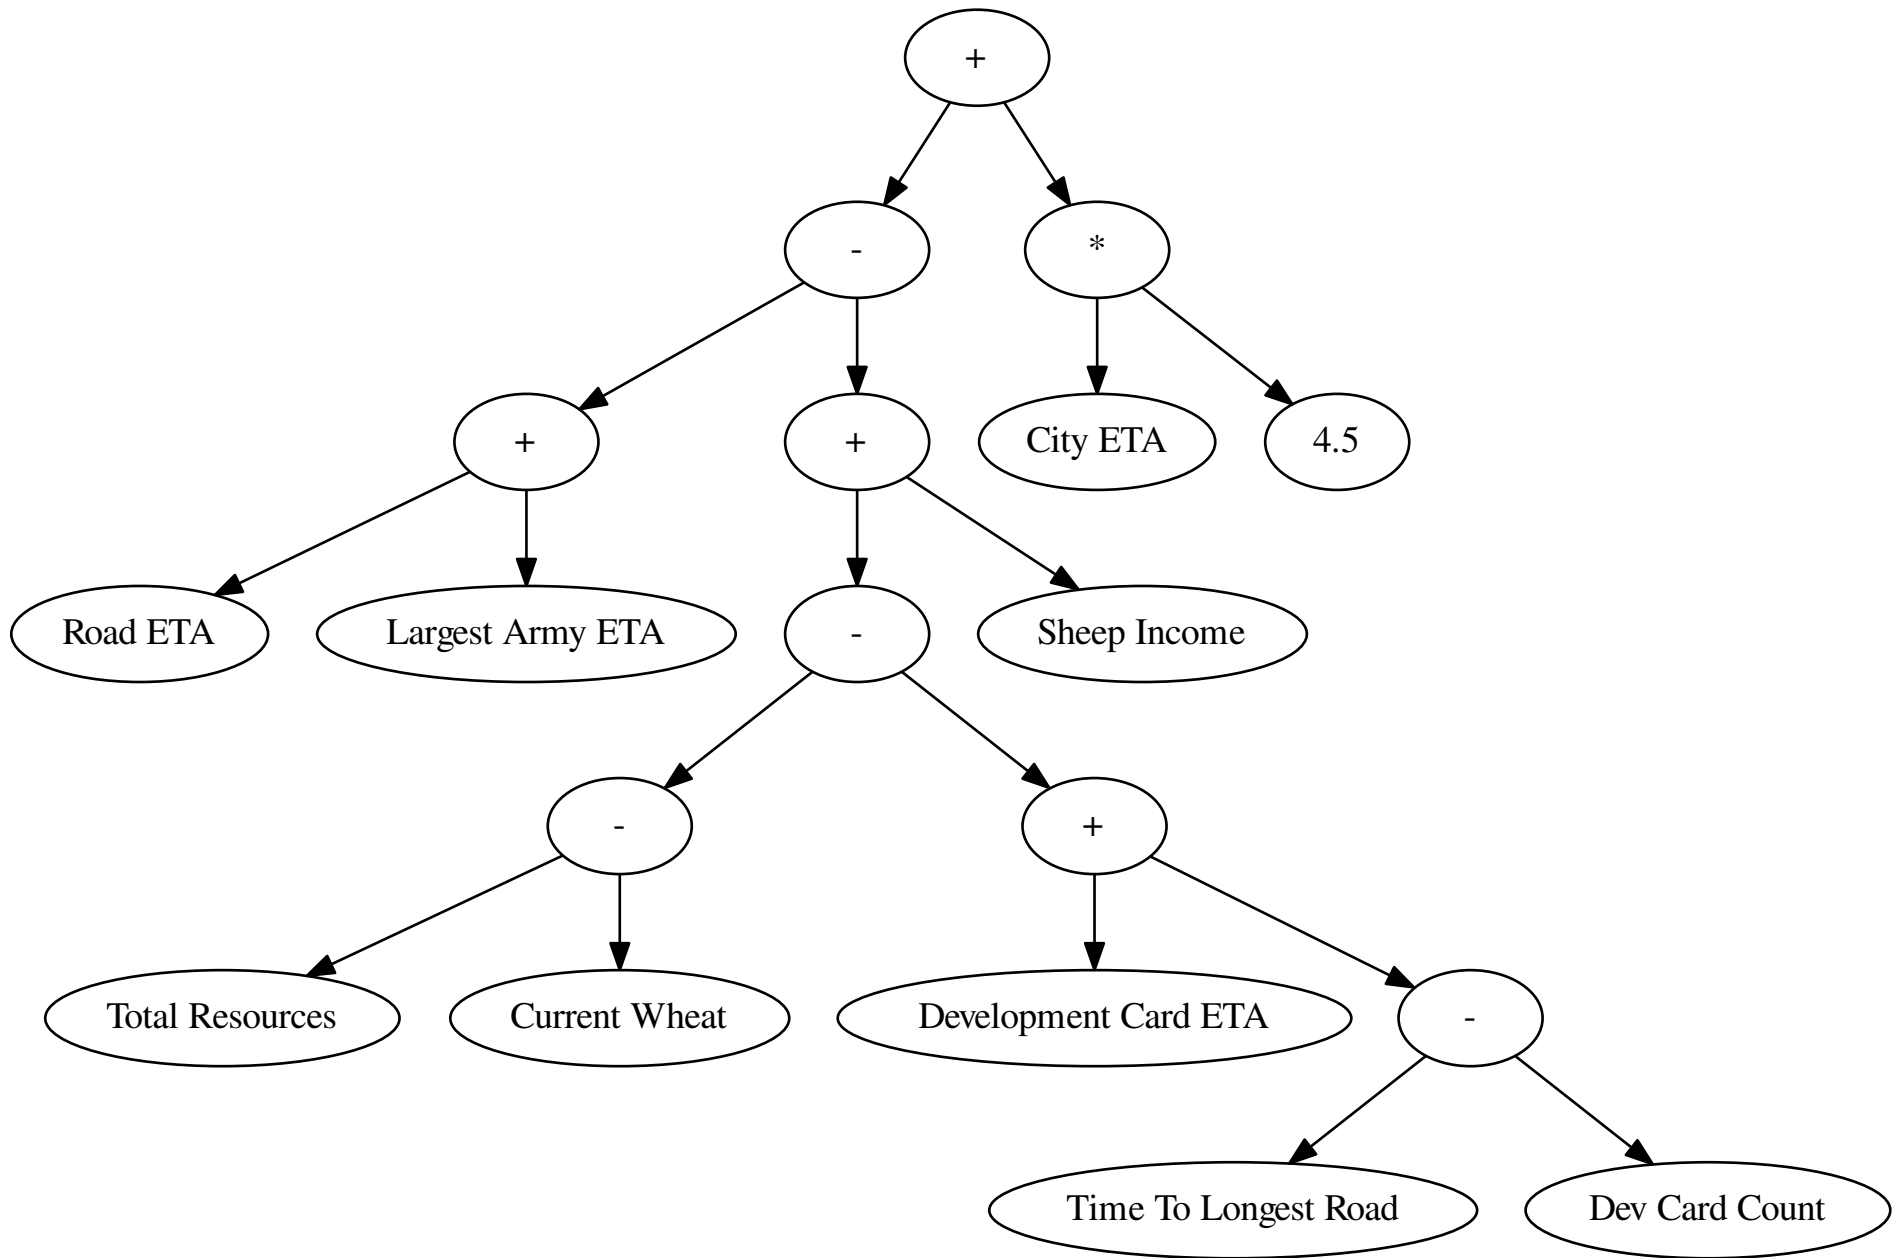 +
-
*
+
+
City ETA
4.5
Road ETA
Largest Army ETA
-
Sheep Income
-
+
Total Resources
Current Wheat
Development Card ETA
-
Time To Longest Road
Dev Card Count